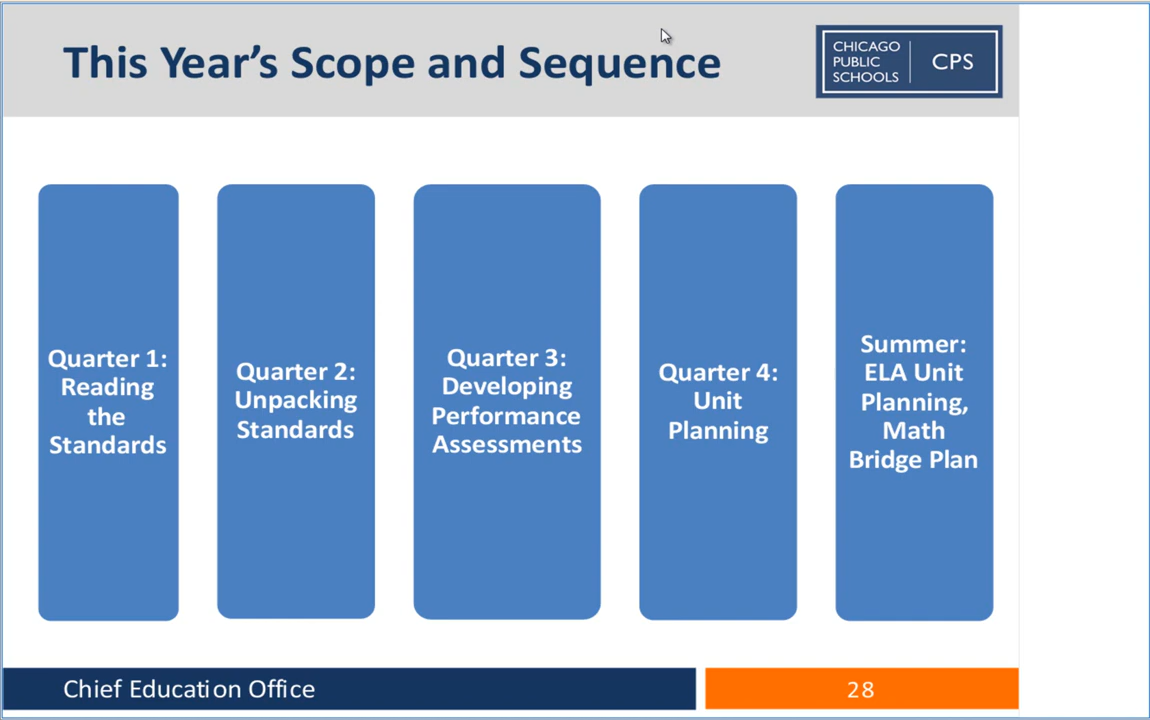 This Year's Scope and Sequence
CHICAGO
PUBLIC
SCHOOLS
CPS
Quarter 1:
Reading
the
Standards
Quarter 2:
Unpacking
Standards
Quarter 3:
Developing
Performance
Assessments
Quarter 4:
Unit
Planning
Summer:
ELA Unit
Planning,
Math
Bridge Plan
Chief Education Office
28